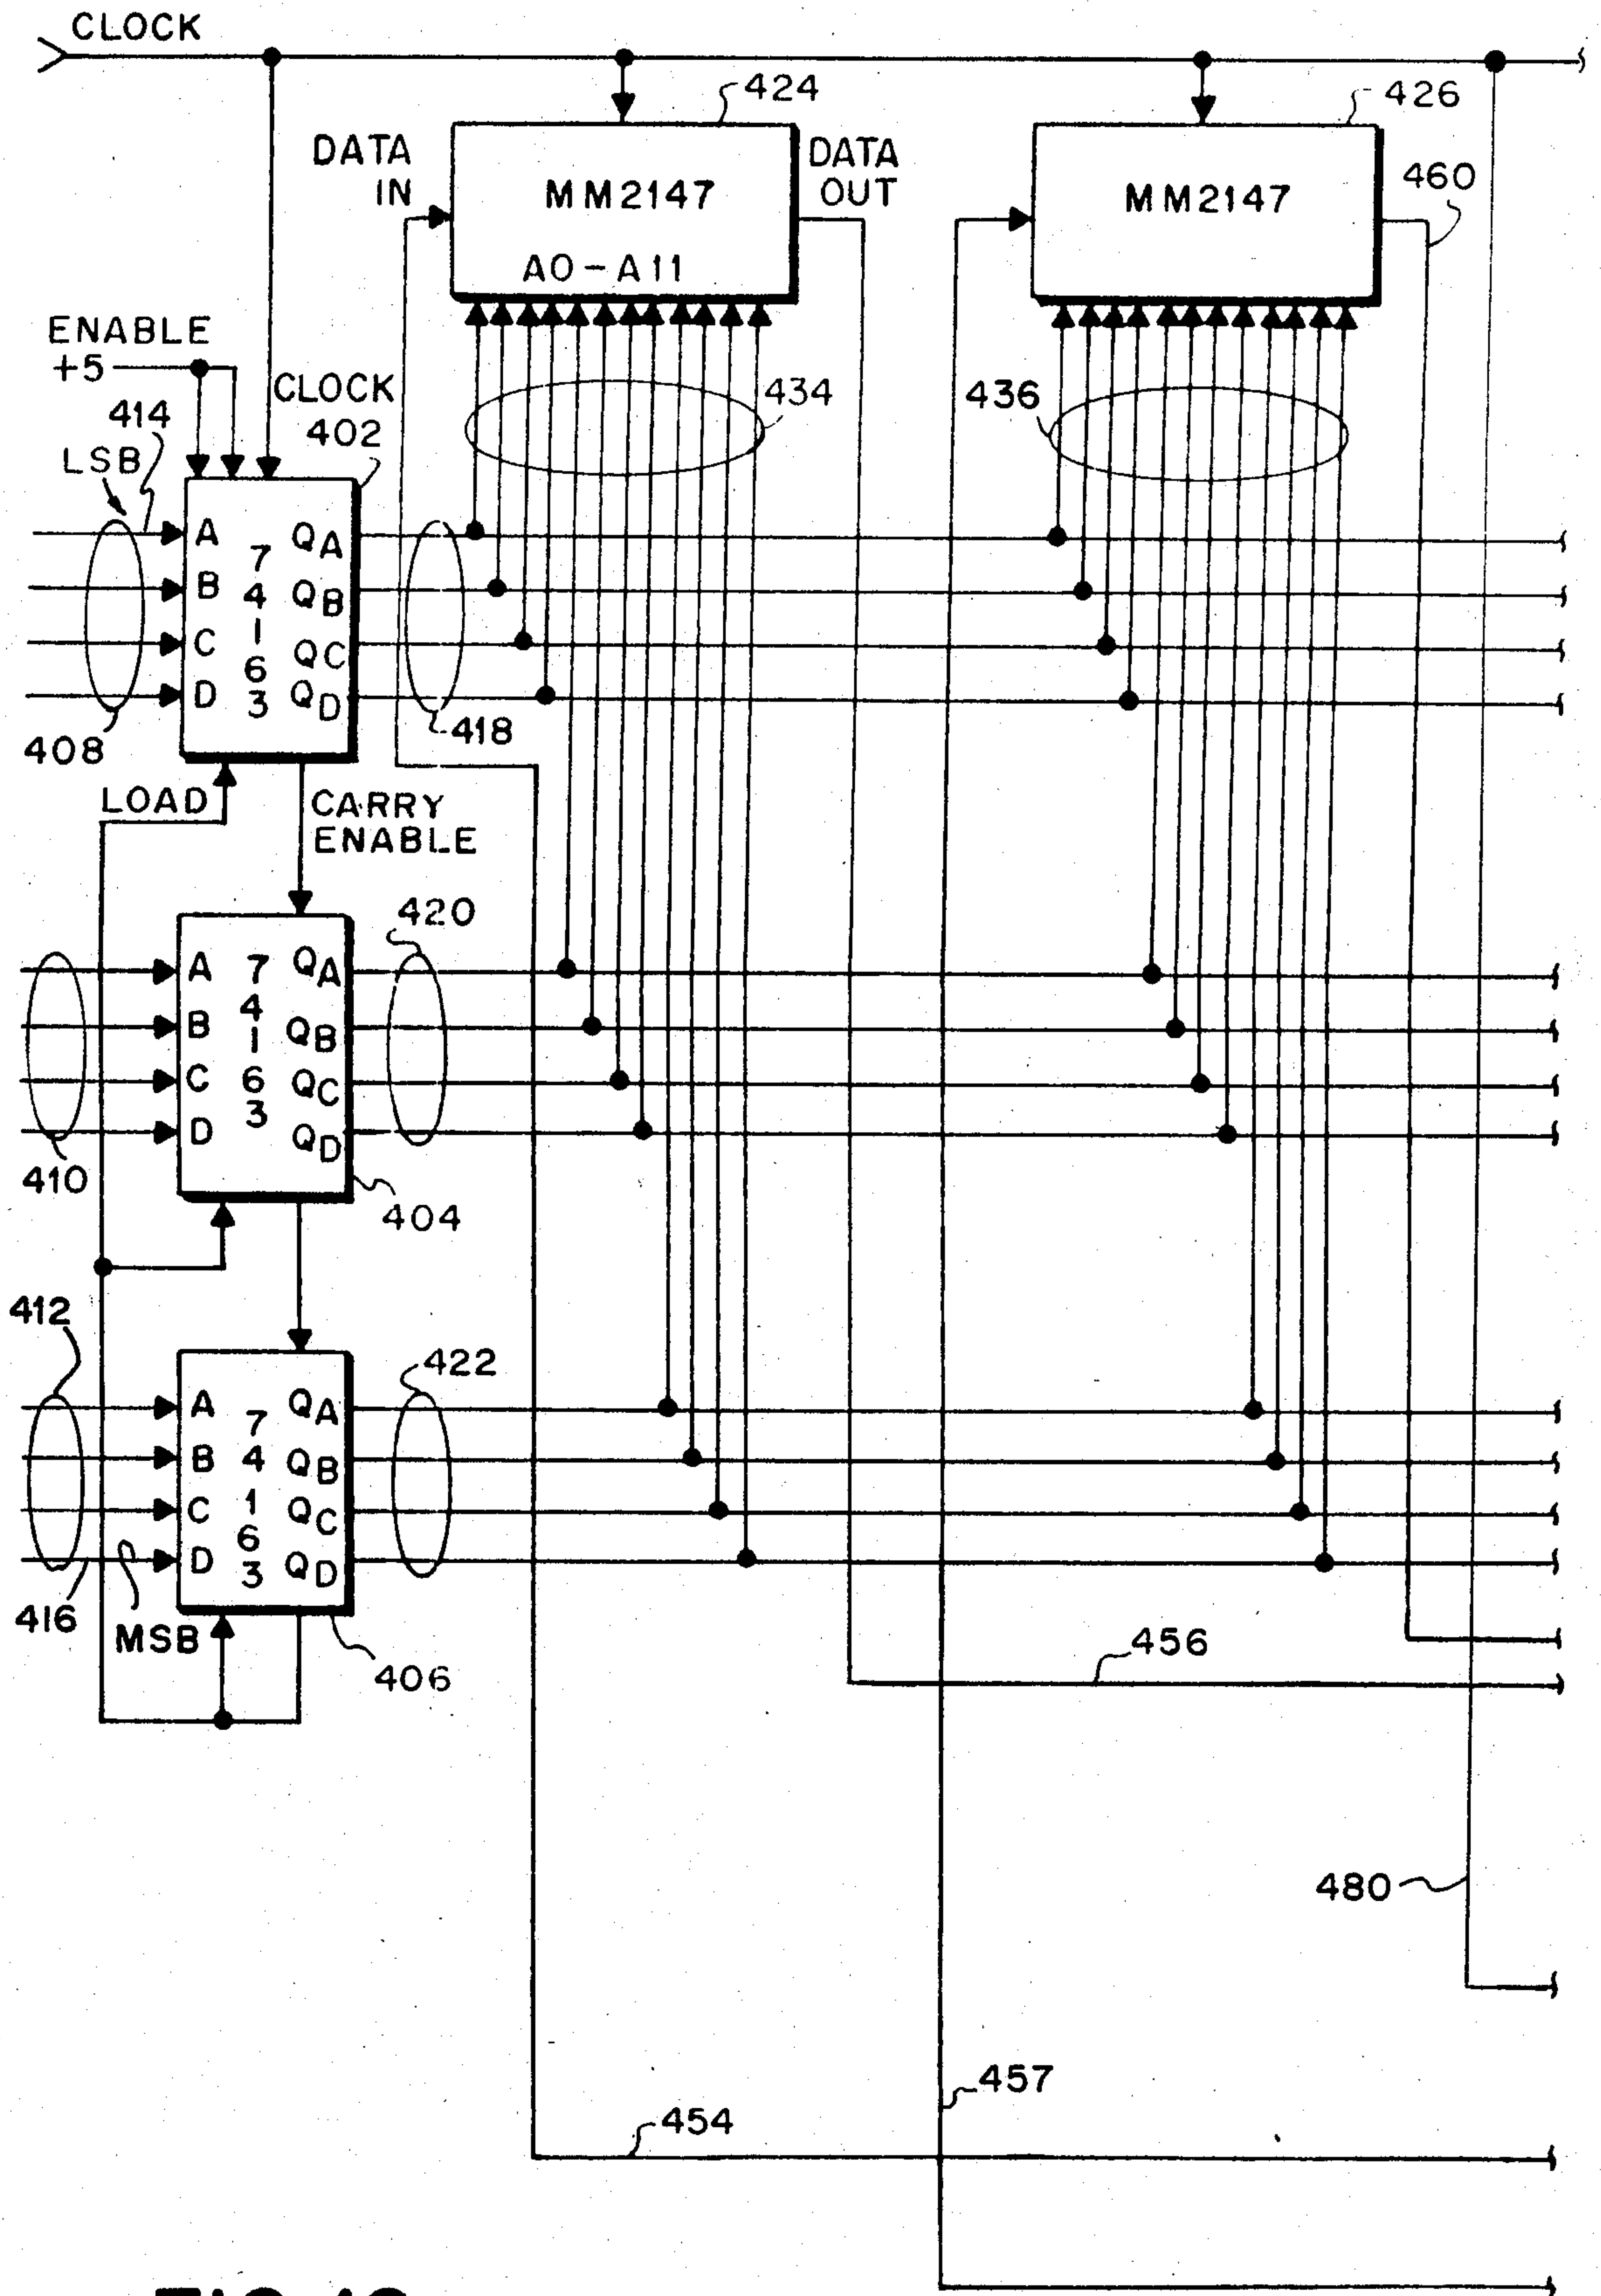 CLOCK
424
426
DATA
IN
MM2147
A0-A11
DATA
OUT
MM2147
460
ENABLE
+5
414
LSB
CLOCK
402
434
436
A
B
C
D
7
4
1
6
3
QA
QB
QC
QD
408
418
LOAD
CARRY
ENABLE
420
A
B
C
D
7
4
1
6
3
QA
QB
QC
QD
410
404
412
422
A
B
C
D
7
4
1
6
3
QA
QB
QC
QD
416
MSB
406
456
480
457
454